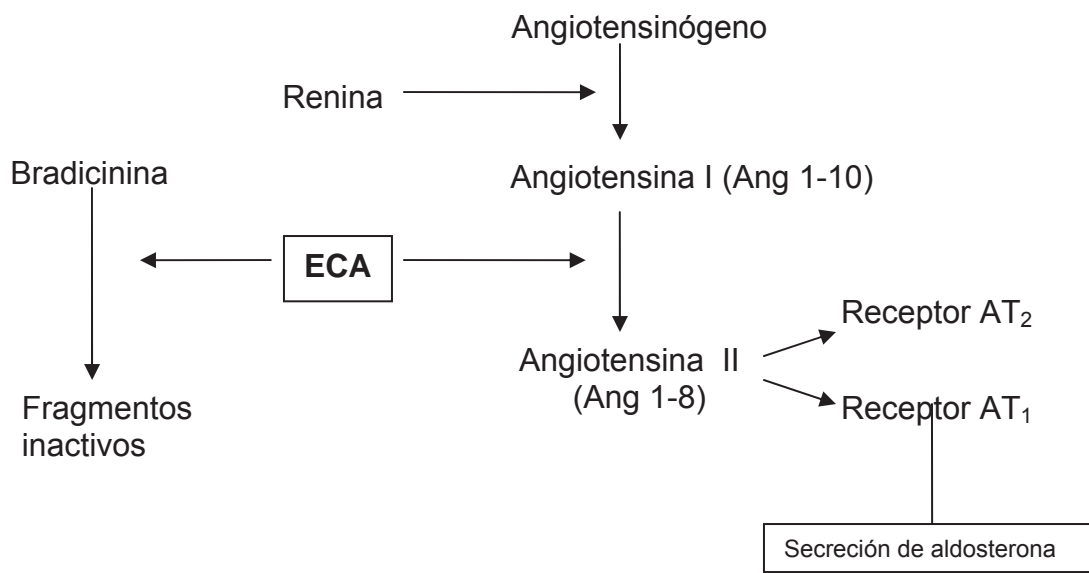 Angiotensinógeno
Renina
Bradicinina
Angiotensina I (Ang 1-10)
ECA
Receptor AT₂
Angiotensina II
(Ang 1-8)
Fragmentos
inactivos
Receptor AT₁
Secreción de aldosterona